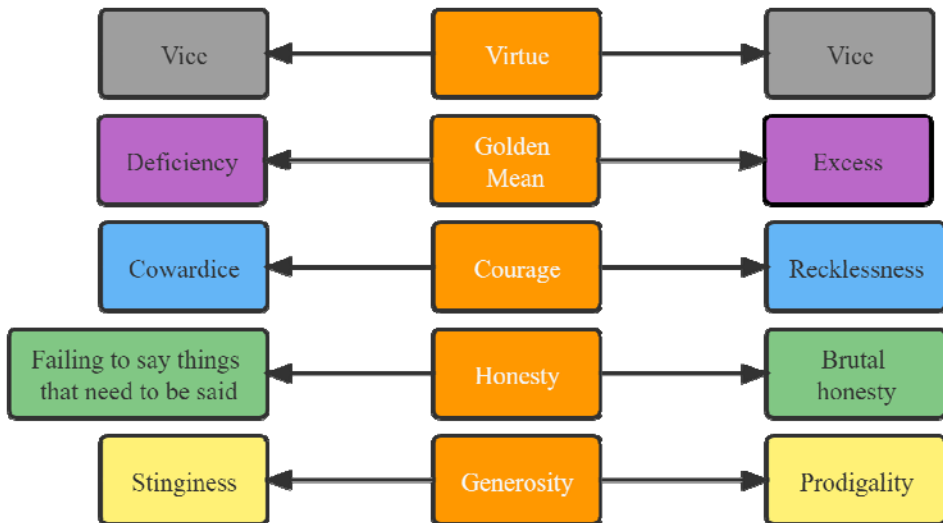 Vice
Virtue
Vice
Deficiency
Golden
Mean
Excess
Cowardice
Courage
Recklessness
Failing to say things
that need to be said
Honesty
Brutal
honesty
Stinginess
Generosity
Prodigality